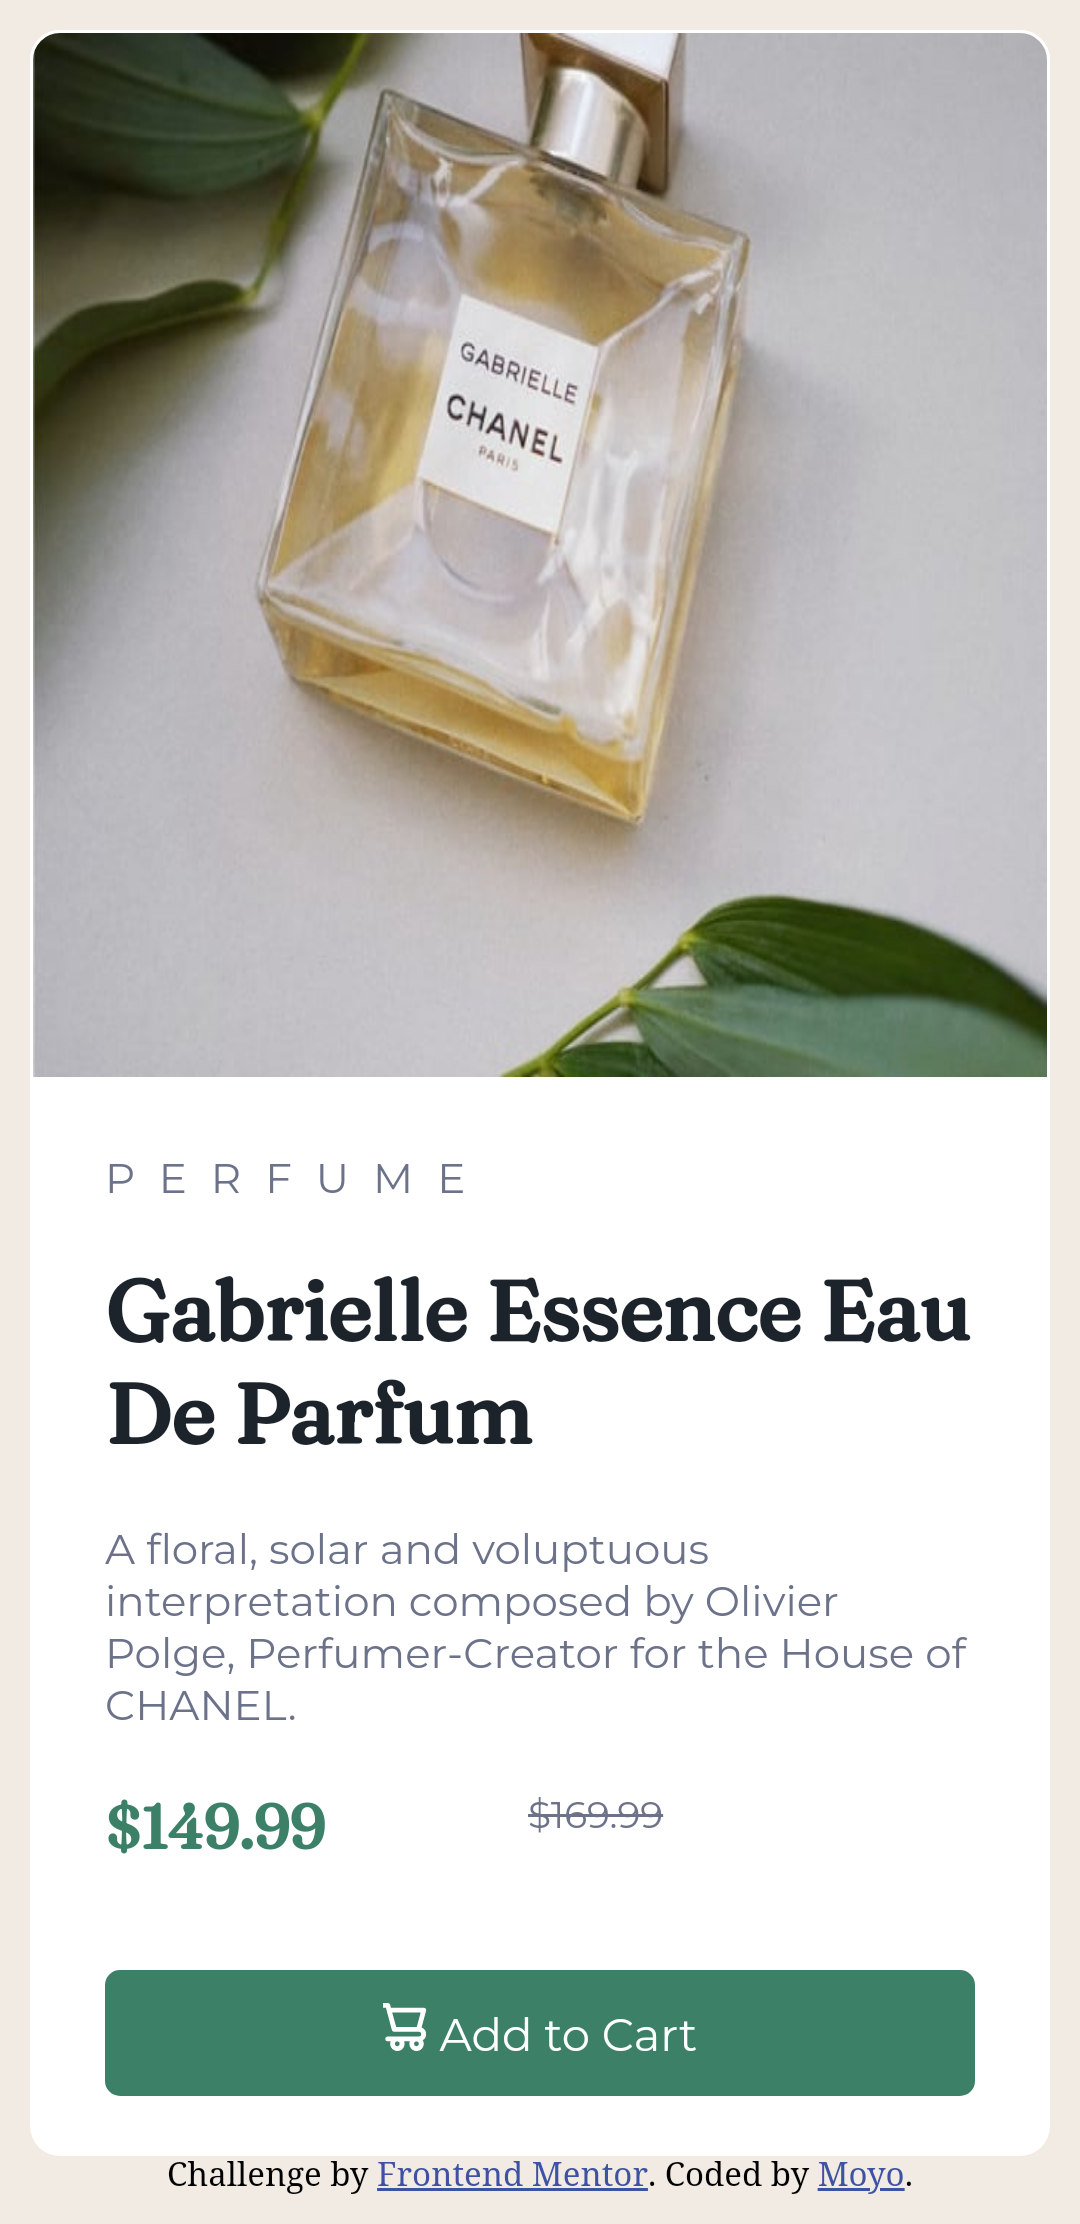 GABRIELLE
CHANEL
PARIS
PERFUME
Gabrielle Essence Eau
De Parfum
A floral, solar and voluptuous
interpretation composed by Olivier
Polge, Perfumer-Creator for the House of
CHANEL.
$149.99 $169.99
Add to Cart
Challenge by Frontend Mentor. Coded by Moyo.